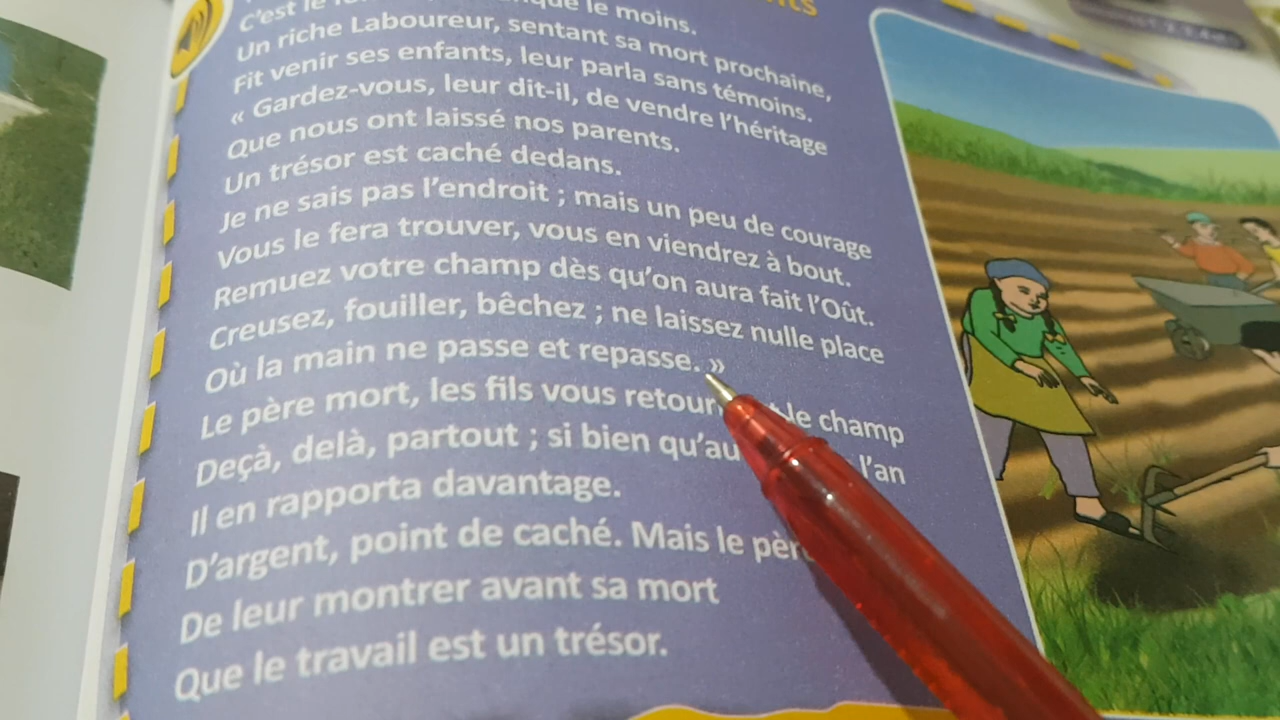 C'est le que le moins.
Un riche Laboureur, sentant sa mort prochaine,
Fit venir ses enfants, leur parla sans témoins.
« Gardez-vous, leur dit-il, de vendre l'héritage
Que nous ont laissé nos parents.
Un trésor est caché dedans.
Je ne sais pas l'endroit ; mais un peu de courage
Vous le fera trouver, vous en viendrez à bout.
Remuez votre champ dès qu'on aura fait l'Oût.
Creusez, fouiller, bêchez ; ne laissez nulle place
Où la main ne passe et repasse. »
Le père mort, les fils vous le champ
Deçà, delà, partout ; si bien l'an
Il en rapporta davantage.
D'argent, point de caché. Mais le
De leur montrer avant sa mort
Que le travail est un trésor.